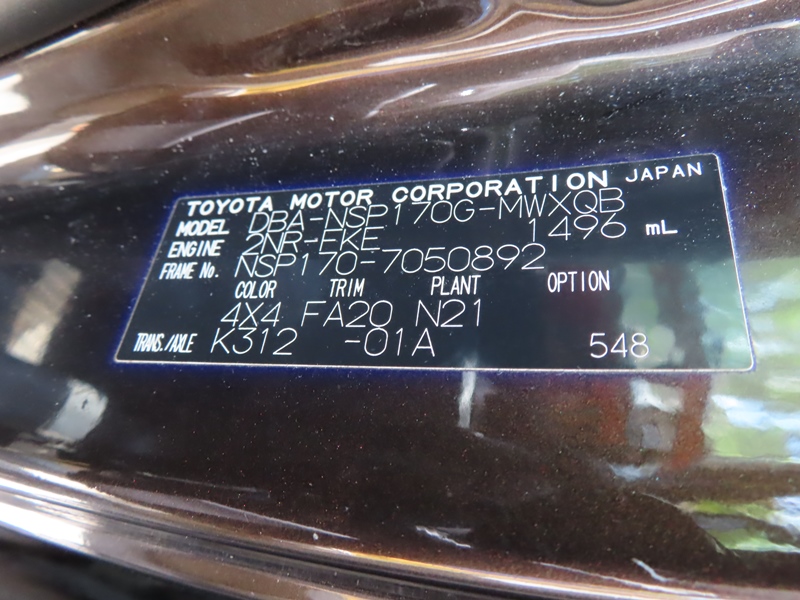 TOYOTA MOTOR CORPORATION JAPAN
MODEL DBA-NSP170G-MWXQB
ENGINE 2NR-FKE 1496 mL
FRAME No. NSP170-7050892
COLOR TRIM PLANT OPTION
4X4 FA20 N21
TRANS./AXLE K312 -01A 548